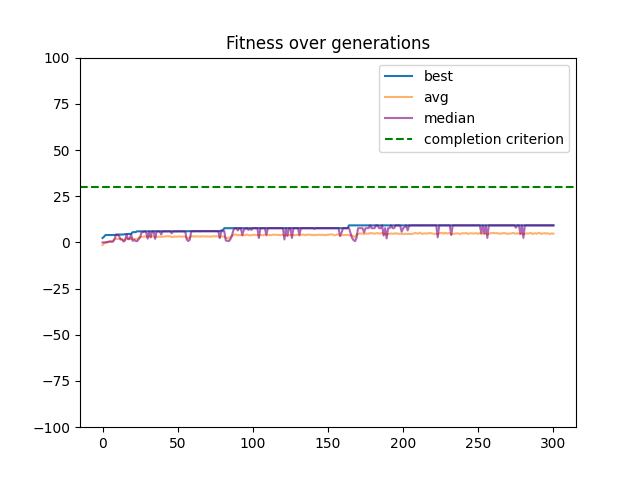 Fitness over generations
100
75
50
25
0
−25
−50
−75
−100
best
avg
median
completion criterion
0 50 100 150 200 250 300